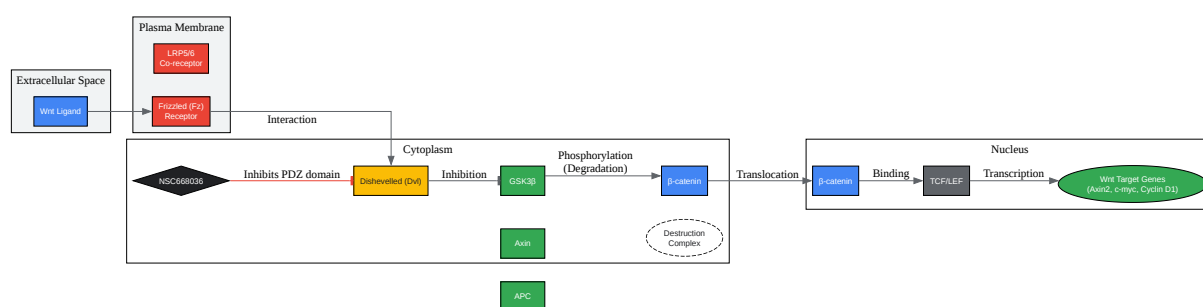 Plasma Membrane
LRP5/6
Co-receptor
Extracellular Space
Wnt Ligand
Frizzled (Fz)
Receptor
Interaction
Cytoplasm
NSC668036
Inhibits PDZ domain
Dishevelled (Dvl)
Inhibition
GSK3β
Phosphorylation
(Degradation)
β-catenin
Translocation
Nucleus
β-catenin
Binding
TCF/LEF
Transcription
Wnt Target Genes
(Axin2, c-myc, Cyclin D1)
Axin
Destruction
Complex
APC